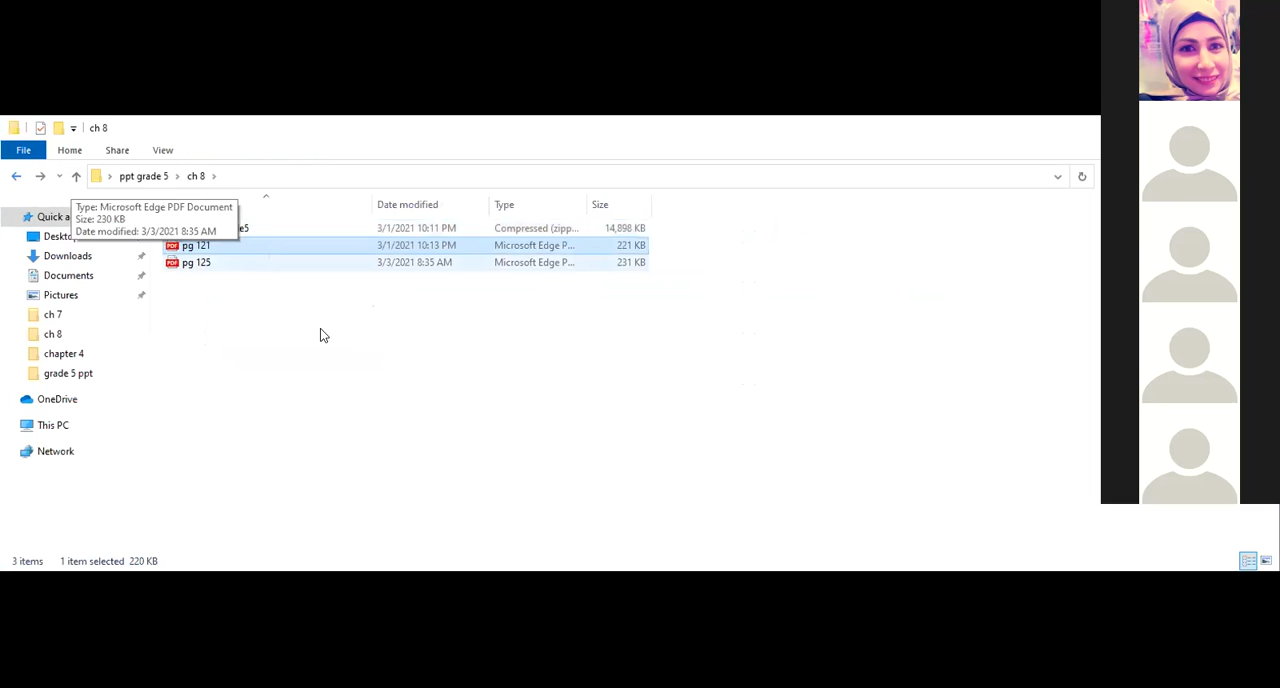 ch 8
File Home Share View
ppt grade 5 ch 8
Date modified Type Size
Type: Microsoft Edge PDF Document
Size: 230 KB
Date modified: 3/3/2021 8:35 AM
Quick a
e5 3/1/2021 10:11 PM Compressed (zipp... 14,898 KB
pg 121 3/1/2021 10:13 PM Microsoft Edge P... 221 KB
pg 125 3/3/2021 8:35 AM Microsoft Edge P... 231 KB
Deskto
Downloads
Documents
Pictures
ch 7
ch 8
chapter 4
grade 5 ppt
OneDrive
This PC
Network
3 items 1 item selected 220 KB